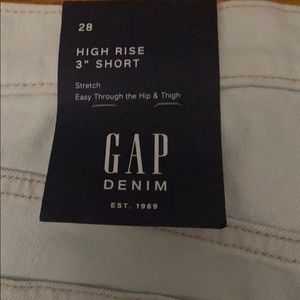 28
HIGH RISE
3" SHORT
Stretch
Easy Through the Hip & Thigh
GAP
DENIM
EST. 1969